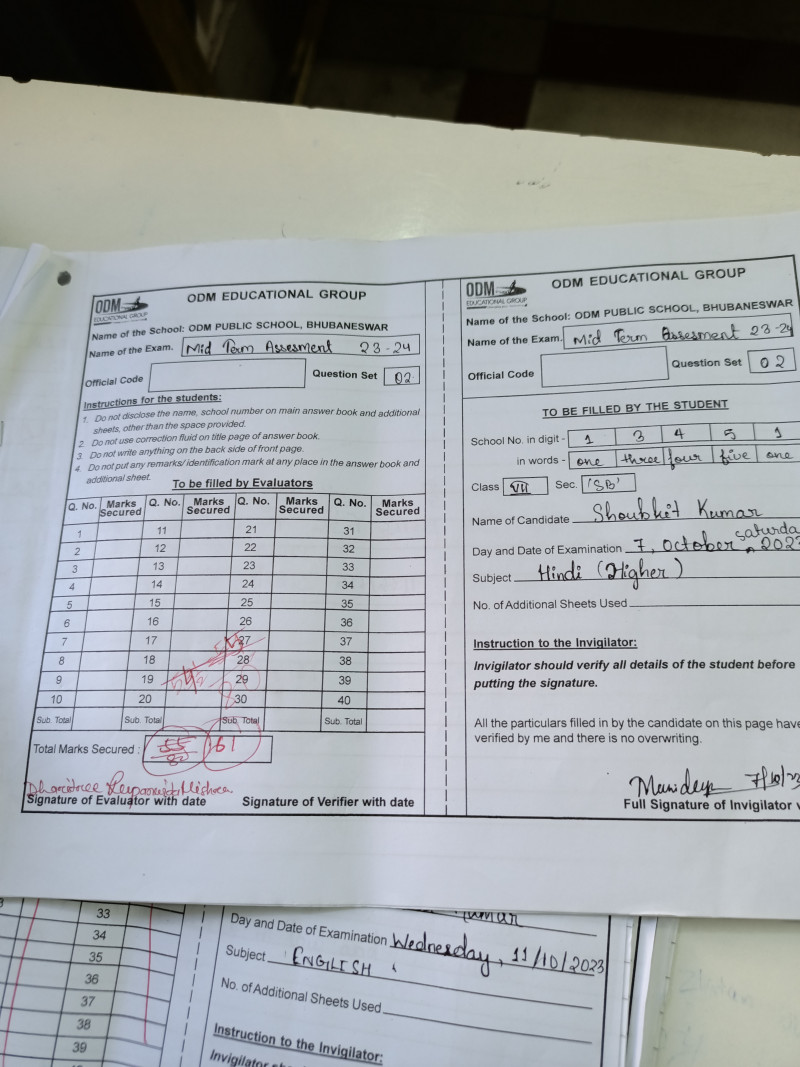 ODM
EDUCATIONAL GROUP
ODM EDUCATIONAL GROUP
Name of the School: ODM PUBLIC SCHOOL, BHUBANESWAR
Name of the Exam. Mid Term Assesment 23-24
Official Code
Question Set 02
Instructions for the students:
1. Do not disclose the name, school number on main answer book and additional
sheets, other than the space provided.
2. Do not use correction fluid on title page of answer book.
3. Do not write anything on the back side of front page.
4. Do not put any remarks/ identification mark at any place in the answer book and
additional sheet.
To be filled by Evaluators
Q. No. Marks Secured Q. No. Marks Secured Q. No. Marks Secured Q. No. Marks Secured
1 11 21 31
2 12 22 32
3 13 23 33
4 14 24 34
5 15 25 35
6 16 26 36
7 17 27 37
8 18 28 38
9 19 29 39
10 20 30 40
Sub. Total Sub. Total Sub. Total Sub. Total
Total Marks Secured : 55/80 61
Signature of Evaluator with date Signature of Verifier with date
ODM
EDUCATIONAL GROUP
ODM EDUCATIONAL GROUP
Name of the School: ODM PUBLIC SCHOOL, BHUBANESWAR
Name of the Exam. Mid Term Assesment 23-24
Official Code
Question Set 02
TO BE FILLED BY THE STUDENT
School No. in digit - 1 3 4 5 1
in words - one three four five one
Class VII Sec. 'SB'
Name of Candidate Shoubhit Kumar
Day and Date of Examination 7, October, saturda 202
Subject Hindi (Higher)
No. of Additional Sheets Used
Instruction to the Invigilator:
Invigilator should verify all details of the student before
putting the signature.
All the particulars filled in by the candidate on this page have
verified by me and there is no overwriting.
7/10/23
Full Signature of Invigilator
33
34
35
36
37
38
39
Day and Date of Examination Wednesday, 11/10/2023
Subject ENGILISH
No. of Additional Sheets Used
Instruction to the Invigilator: